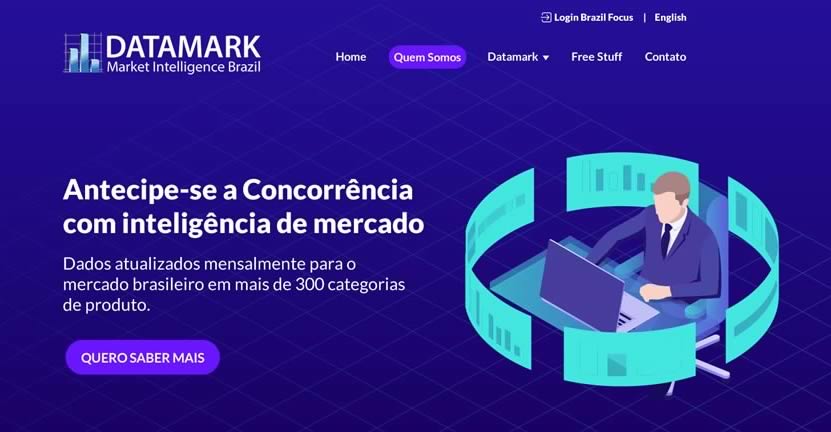 Login Brazil Focus | English
DATAMARK
Market Intelligence Brazil
Home Quem Somos Datamark Free Stuff Contato
Antecipe-se a Concorrência
com inteligência de mercado
Dados atualizados mensalmente para o
mercado brasileiro em mais de 300 categorias
de produto.
QUERO SABER MAIS